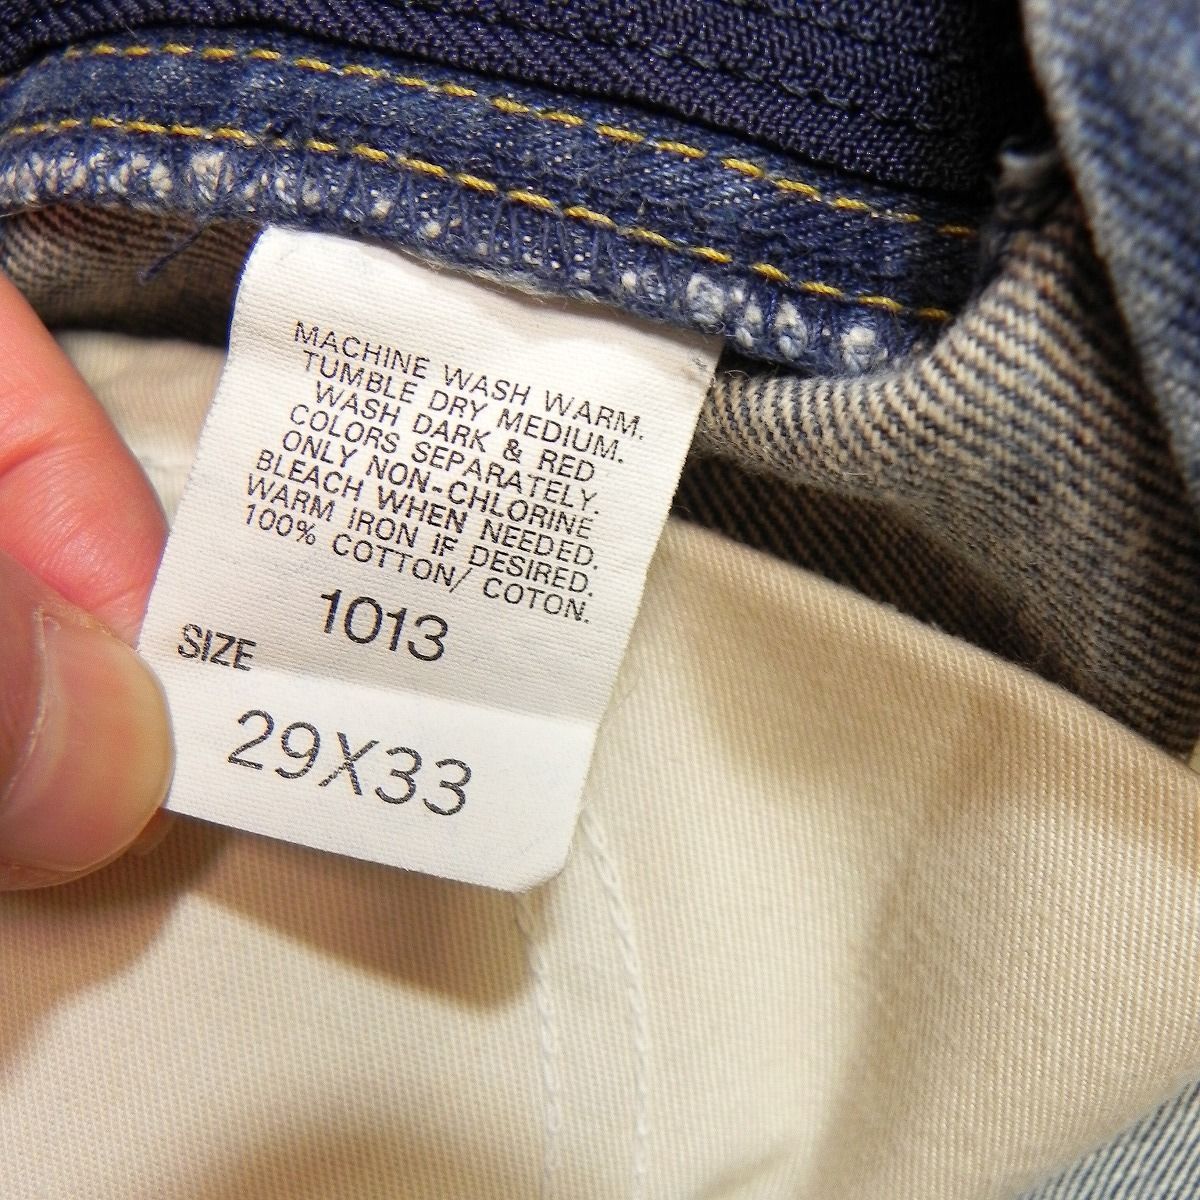 MACHINE WASH WARM.
TUMBLE DRY MEDIUM.
WASH DARK & RED
COLORS SEPARATELY.
ONLY NON-CHLORINE
BLEACH WHEN NEEDED.
WARM IRON IF DESIRED.
100% COTTON/ COTON.
1013
SIZE
29X33